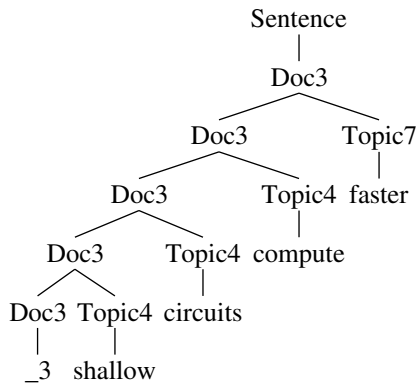 Sentence
Doc3
Doc3 Topic7
Doc3 Topic4 faster
Doc3 Topic4 compute
Doc3 Topic4 circuits
_3 shallow